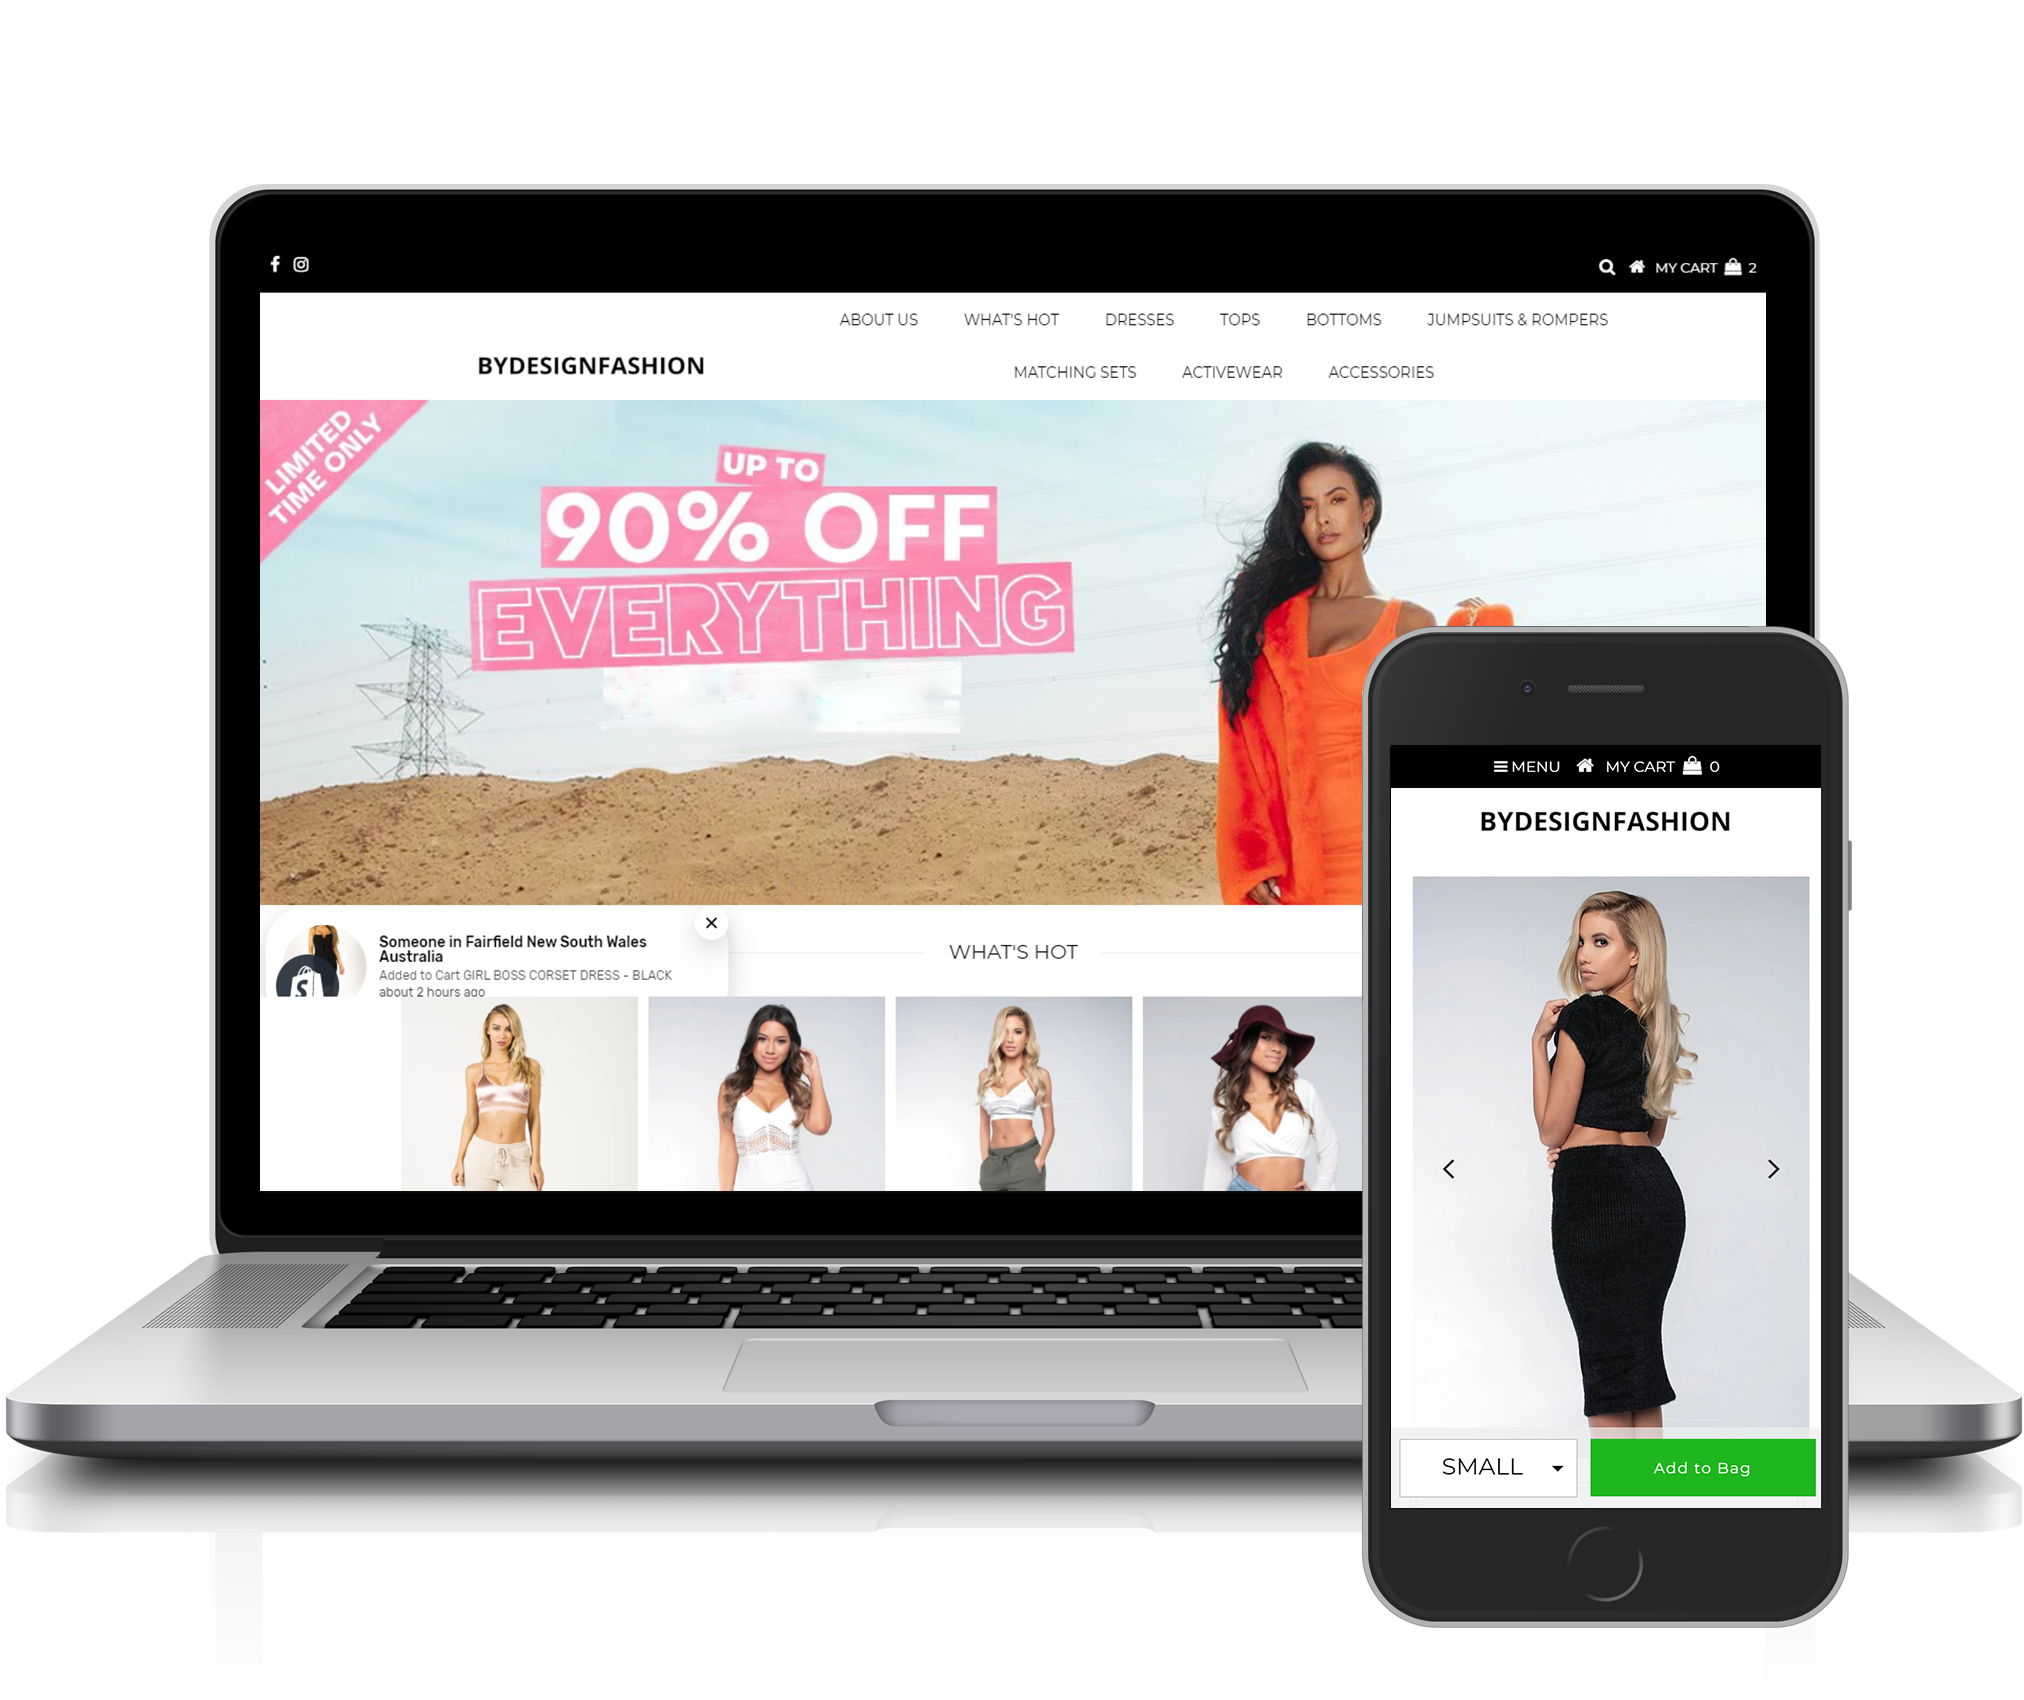 MY CART 2
ABOUT US WHAT'S HOT DRESSES TOPS BOTTOMS JUMPSUITS & ROMPERS
BYDESIGNFASHION
MATCHING SETS ACTIVEWEAR ACCESSORIES
LIMITED
TIME ONLY
UP TO
90% OFF
EVERYTHING
Someone in Fairfield New South Wales
Australia
Added to Cart GIRL BOSS CORSET DRESS - BLACK
about 2 hours ago
WHAT'S HOT
MENU MY CART 0
BYDESIGNFASHION
SMALL
Add to Bag